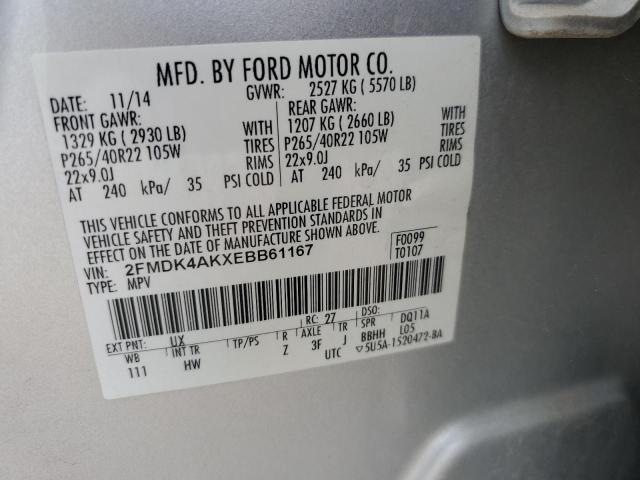 MFD. BY FORD MOTOR CO.
DATE: 11/14 GVWR: 2527 KG ( 5570 LB)
FRONT GAWR: REAR GAWR:
1329 KG ( 2930 LB) WITH 1207 KG ( 2660 LB) WITH
P265/40R22 105W TIRES P265/40R22 105W TIRES
22x9.0J RIMS 22x9.0J RIMS
AT 240 kPa/ 35 PSI COLD AT 240 kPa/ 35 PSI COLD
THIS VEHICLE CONFORMS TO ALL APPLICABLE FEDERAL MOTOR
VEHICLE SAFETY AND THEFT PREVENTION STANDARDS IN
EFFECT ON THE DATE OF MANUFACTURE SHOWN ABOVE.
VIN: 2FMDK4AKXEBB61167 F0099
TYPE: MPV T0107
EXT PNT: UX RC: 27 DSO:
WB INT TR TP/PS R AXLE TR SPR DQ11A
111 HW Z 3F J BBHH L05
UTC ▽5U5A-1520472-BA